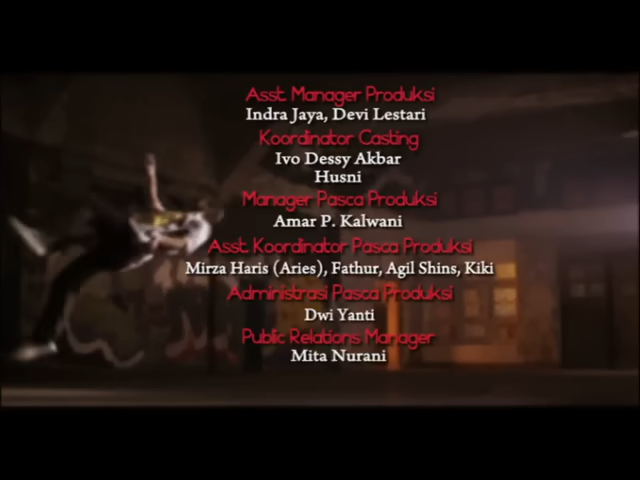 Asst. Manager Produksi
Indra Jaya, Devi Lestari
Koordinator Casting
Ivo Dessy Akbar
Husni
Manager Pasca Produksi
Amar P. Kalwani
Asst Koordinator Pasca Produksi
Mirza Haris (Aries), Fathur, Agil Shins, Kiki
Administrasi Pasca Produksi
Dwi Yanti
Public Relations Manager
Mita Nurani